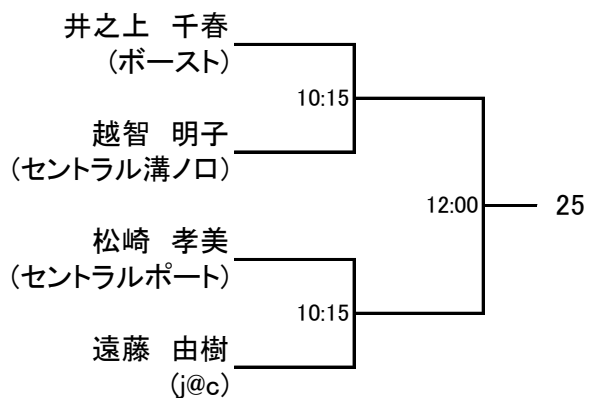 井之上　千春
(ボースト)
10:15
越智　明子
(セントラル溝ノ口)
12:00
25
松崎　孝美
(セントラルポート)
10:15
遠藤　由樹
(j@c)